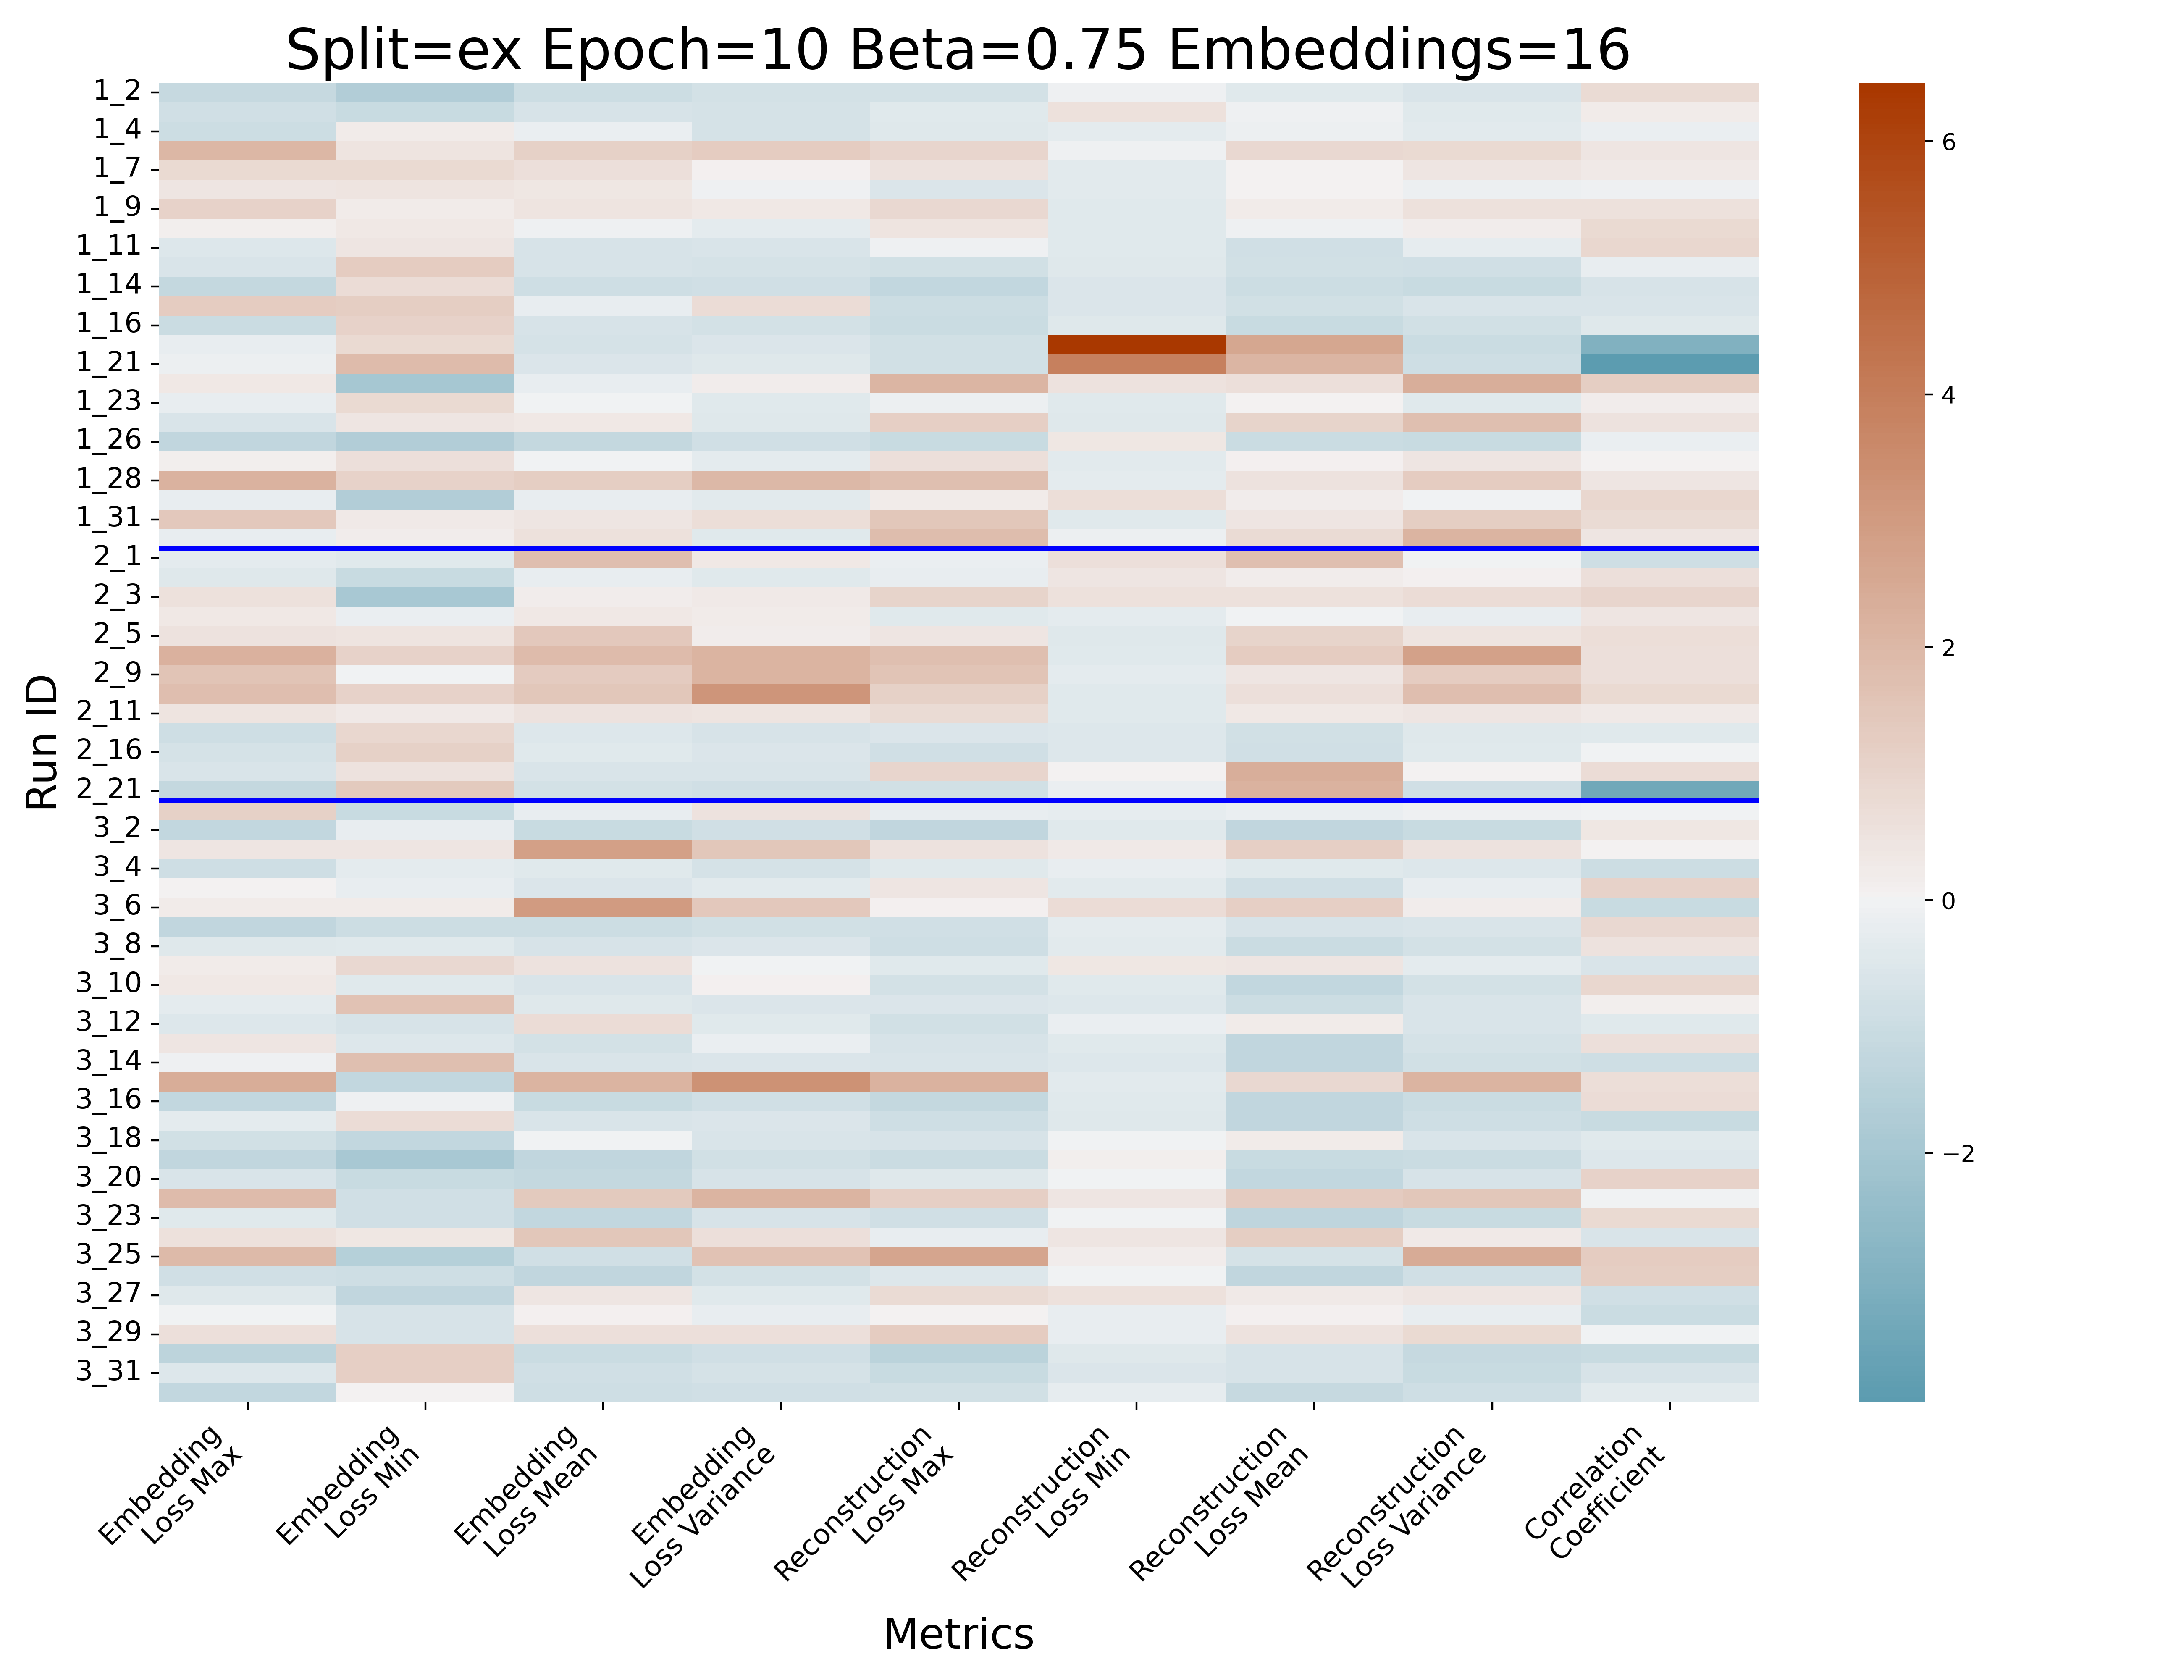 Split=ex Epoch=10 Beta=0.75 Embeddings=16
Run ID
1_2
1_4
1_7
1_9
1_11
1_14
1_16
1_21
1_23
1_26
1_28
1_31
2_1
2_3
2_5
2_9
2_11
2_16
2_21
3_2
3_4
3_6
3_8
3_10
3_12
3_14
3_16
3_18
3_20
3_23
3_25
3_27
3_29
3_31
6
4
2
0
−2
Embedding
Loss Max
Embedding
Loss Min
Embedding
Loss Mean
Embedding
Loss Variance
Reconstruction
Loss Max
Reconstruction
Loss Min
Reconstruction
Loss Mean
Reconstruction
Loss Variance
Correlation
Coefficient
Metrics